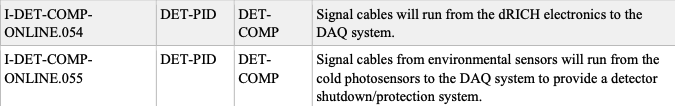 I-DET-COMP- DET-PID DET- Signal cables will run from the dRICH electronics to the
ONLINE.054 COMP DAQ system.
I-DET-COMP- DET-PID DET- Signal cables from environmental sensors will run from the
ONLINE.055 COMP cold photosensors to the DAQ system to provide a detector
shutdown/protection system.